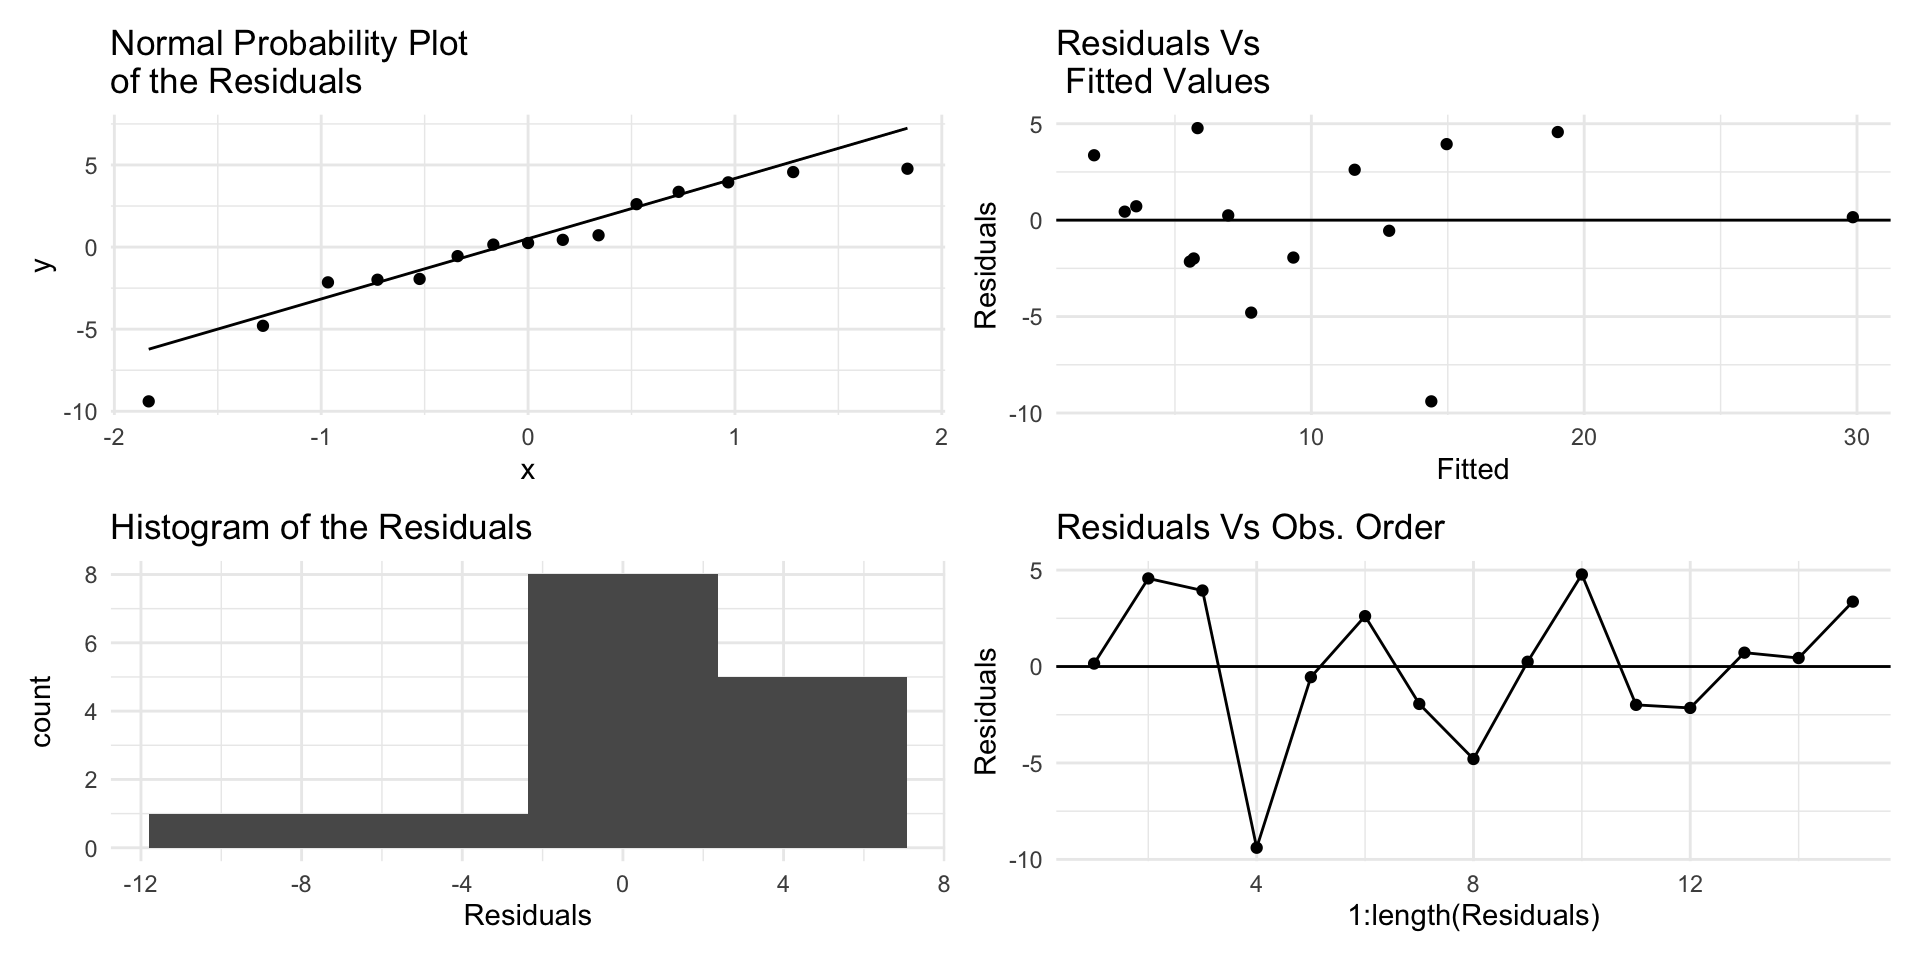 Normal Probability Plot
of the Residuals
5
0
-5
-10
y
-2
-1
0
1
2
x
Residuals Vs
Fitted Values
5
0
-5
-10
Residuals
10
20
30
Fitted
Histogram of the Residuals
8
6
4
2
0
count
-12
-8
-4
0
4
8
Residuals
Residuals Vs Obs. Order
5
0
-5
-10
Residuals
4
8
12
1:length(Residuals)